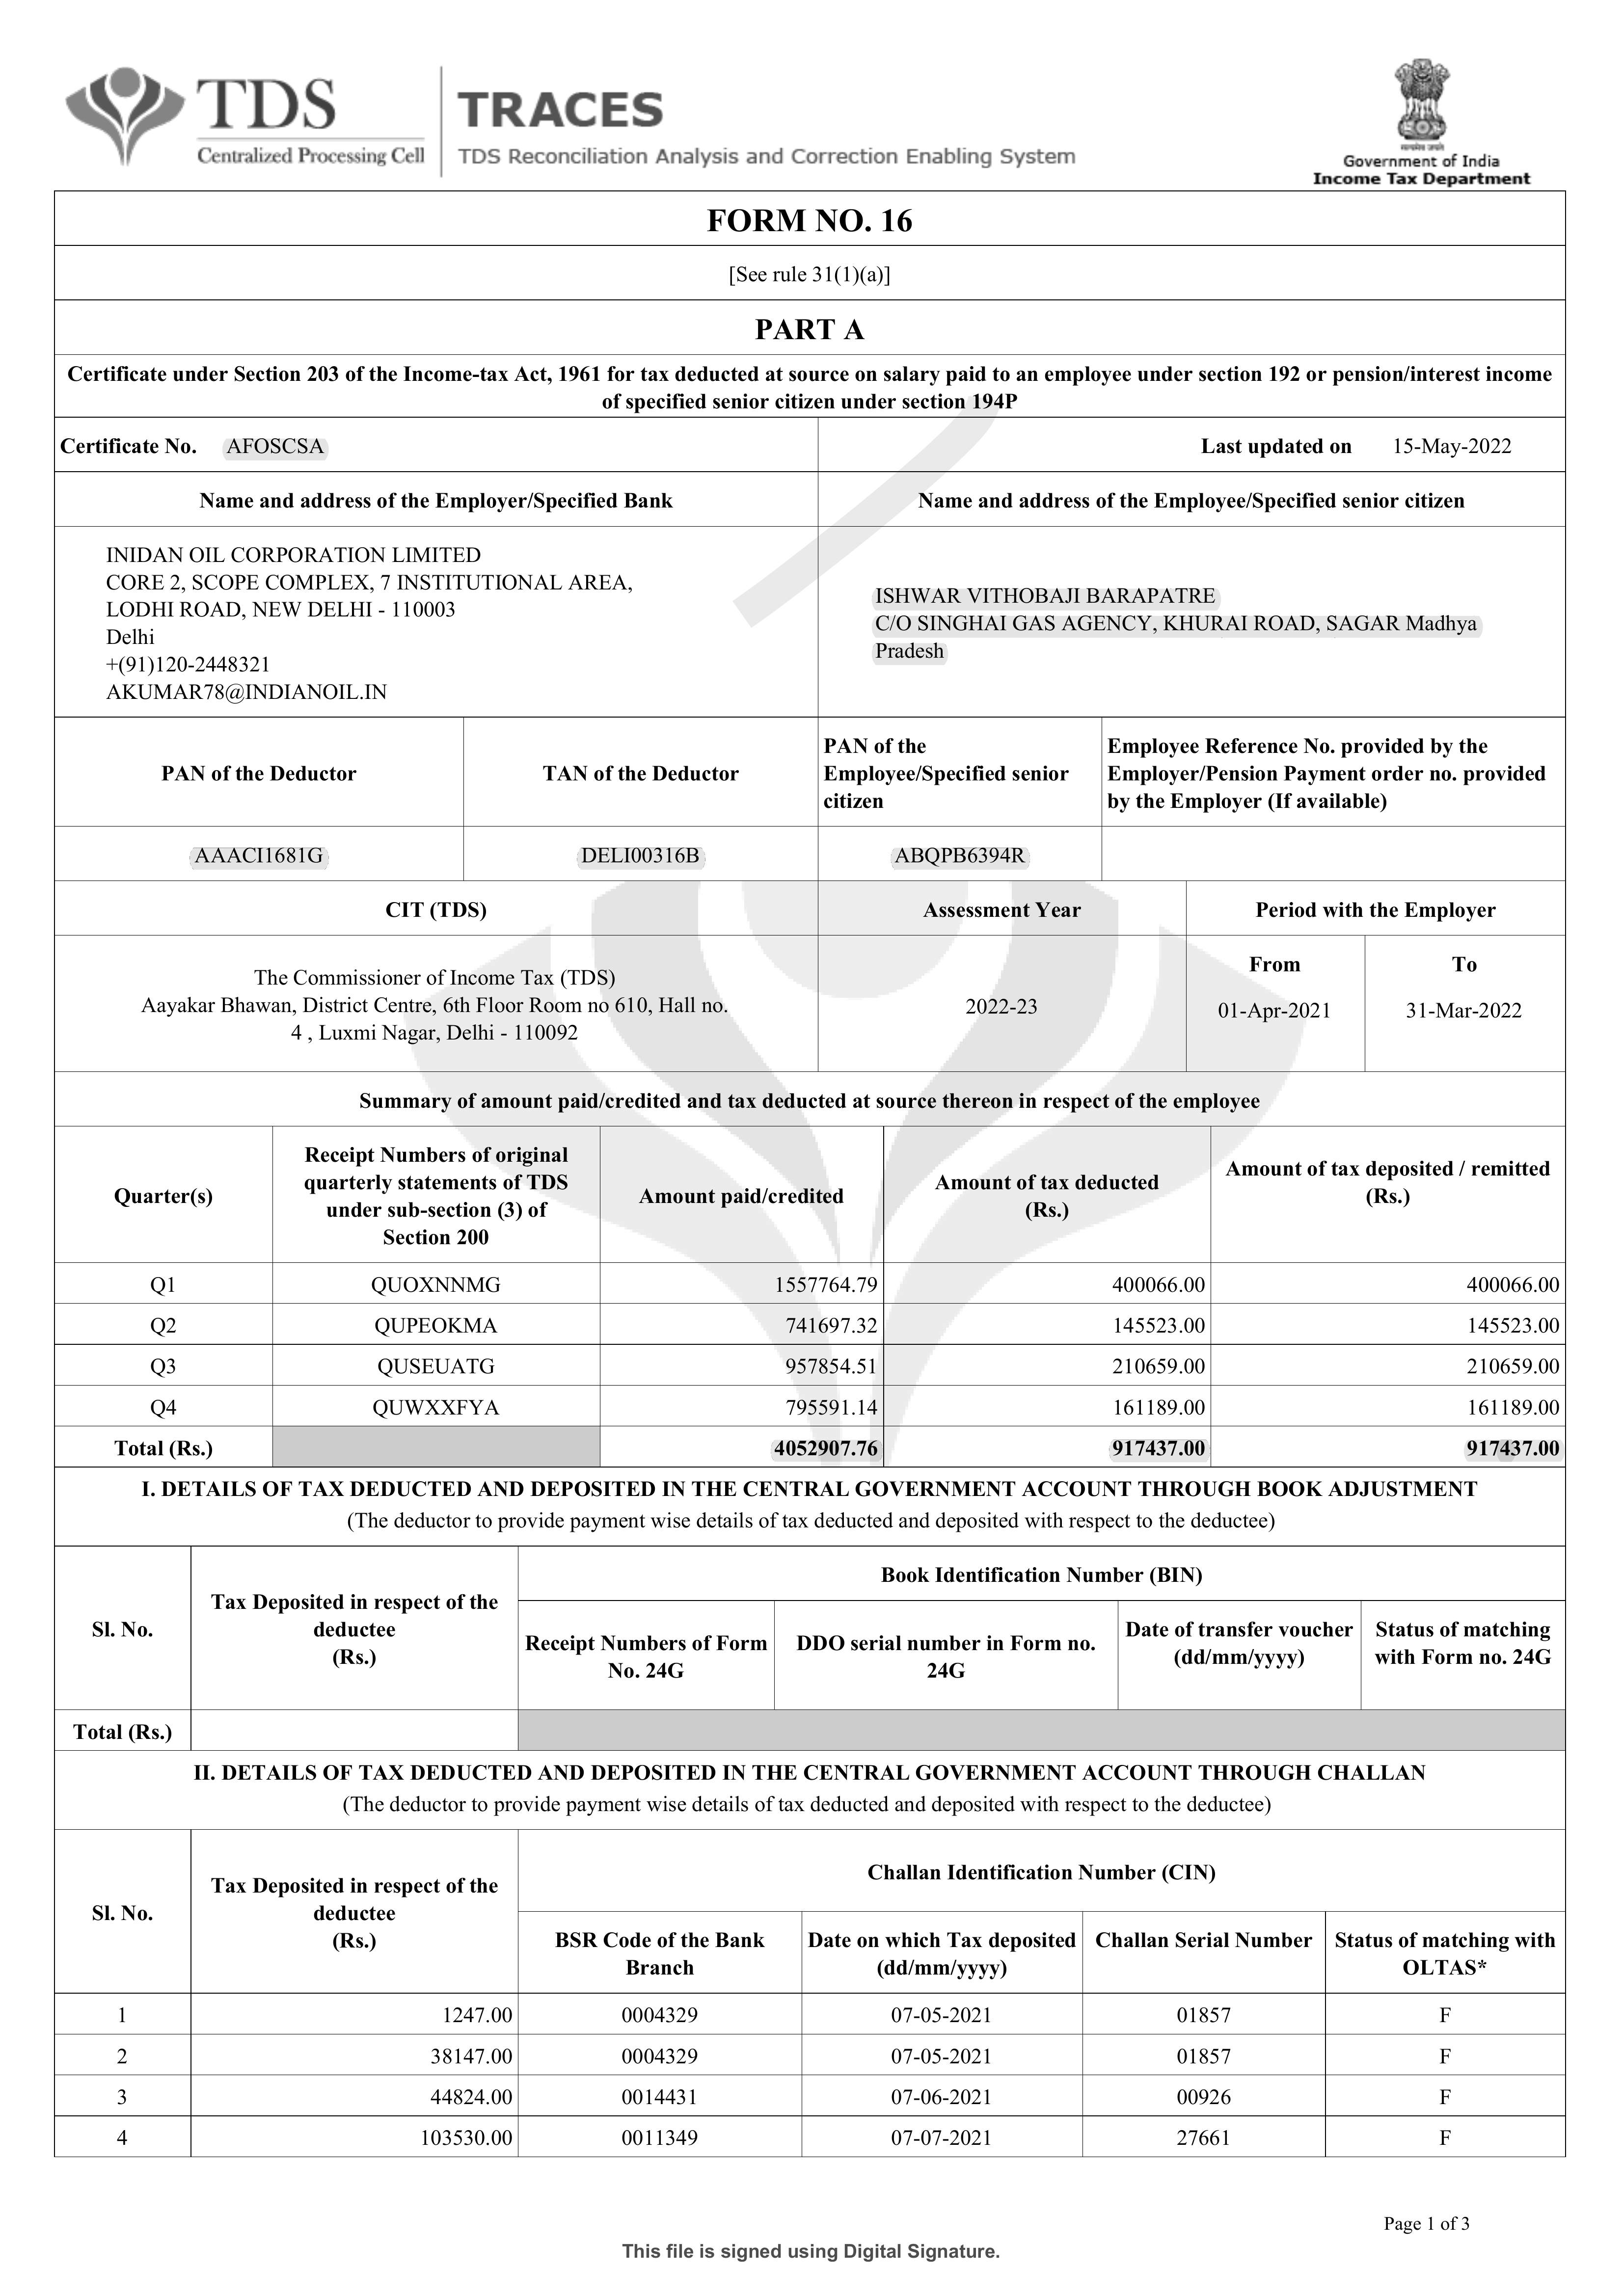 TDS
Centralized Processing Cell
TRACES
TDS Reconciliation Analysis and Correction Enabling System
Government of India
Income Tax Department
FORM NO. 16
[See rule 31(1)(a)]
PART A
Certificate under Section 203 of the Income-tax Act, 1961 for tax deducted at source on salary paid to an employee under section 192 or pension/interest income
of specified senior citizen under section 194P
Certificate No. AFOSCSA
Last updated on 15-May-2022
Name and address of the Employer/Specified Bank
Name and address of the Employee/Specified senior citizen
INIDAN OIL CORPORATION LIMITED
CORE 2, SCOPE COMPLEX, 7 INSTITUTIONAL AREA,
LODHI ROAD, NEW DELHI - 110003
Delhi
+(91)120-2448321
AKUMAR78@INDIANOIL.IN
ISHWAR VITHOBAJI BARAPATRE
C/O SINGHAI GAS AGENCY, KHURAI ROAD, SAGAR Madhya
Pradesh
PAN of the Deductor
TAN of the Deductor
PAN of the
Employee/Specified senior
citizen
Employee Reference No. provided by the
Employer/Pension Payment order no. provided
by the Employer (If available)
AAACI1681G DELI00316B ABQPB6394R
CIT (TDS) Assessment Year Period with the Employer
The Commissioner of Income Tax (TDS)
Aayakar Bhawan, District Centre, 6th Floor Room no 610, Hall no.
4 , Luxmi Nagar, Delhi - 110092
2022-23
From To
01-Apr-2021 31-Mar-2022
Summary of amount paid/credited and tax deducted at source thereon in respect of the employee
Quarter(s)
Receipt Numbers of original
quarterly statements of TDS
under sub-section (3) of
Section 200
Amount paid/credited
Amount of tax deducted
(Rs.)
Amount of tax deposited / remitted
(Rs.)
Q1 QUOXNNMG 1557764.79 400066.00 400066.00
Q2 QUPEOKMA 741697.32 145523.00 145523.00
Q3 QUSEUATG 957854.51 210659.00 210659.00
Q4 QUWXXFYA 795591.14 161189.00 161189.00
Total (Rs.) 4052907.76 917437.00 917437.00
I. DETAILS OF TAX DEDUCTED AND DEPOSITED IN THE CENTRAL GOVERNMENT ACCOUNT THROUGH BOOK ADJUSTMENT
(The deductor to provide payment wise details of tax deducted and deposited with respect to the deductee)
Sl. No.
Tax Deposited in respect of the
deductee
(Rs.)
Book Identification Number (BIN)
Receipt Numbers of Form
No. 24G
DDO serial number in Form no.
24G
Date of transfer voucher
(dd/mm/yyyy)
Status of matching
with Form no. 24G
Total (Rs.)
II. DETAILS OF TAX DEDUCTED AND DEPOSITED IN THE CENTRAL GOVERNMENT ACCOUNT THROUGH CHALLAN
(The deductor to provide payment wise details of tax deducted and deposited with respect to the deductee)
Sl. No.
Tax Deposited in respect of the
deductee
(Rs.)
Challan Identification Number (CIN)
BSR Code of the Bank
Branch
Date on which Tax deposited
(dd/mm/yyyy)
Challan Serial Number
Status of matching with
OLTAS*
1 1247.00 0004329 07-05-2021 01857 F
2 38147.00 0004329 07-05-2021 01857 F
3 44824.00 0014431 07-06-2021 00926 F
4 103530.00 0011349 07-07-2021 27661 F
Page 1 of 3
This file is signed using Digital Signature.